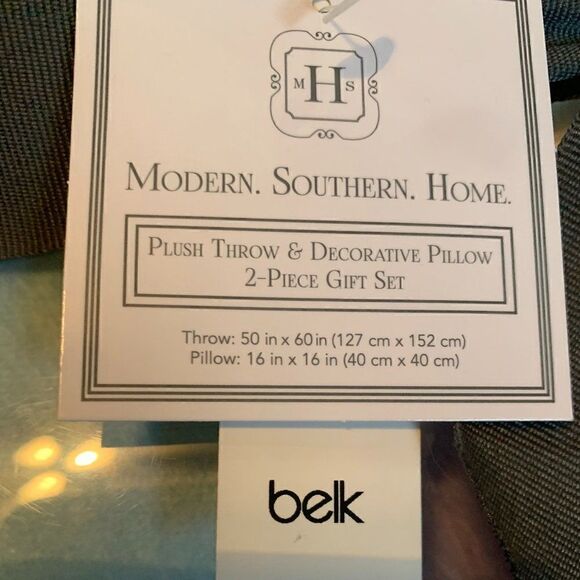 M H S
MODERN. SOUTHERN. HOME.
PLUSH THROW & DECORATIVE PILLOW
2-PIECE GIFT SET
Throw: 50 in x 60 in (127 cm x 152 cm)
Pillow: 16 in x 16 in (40 cm x 40 cm)
belk